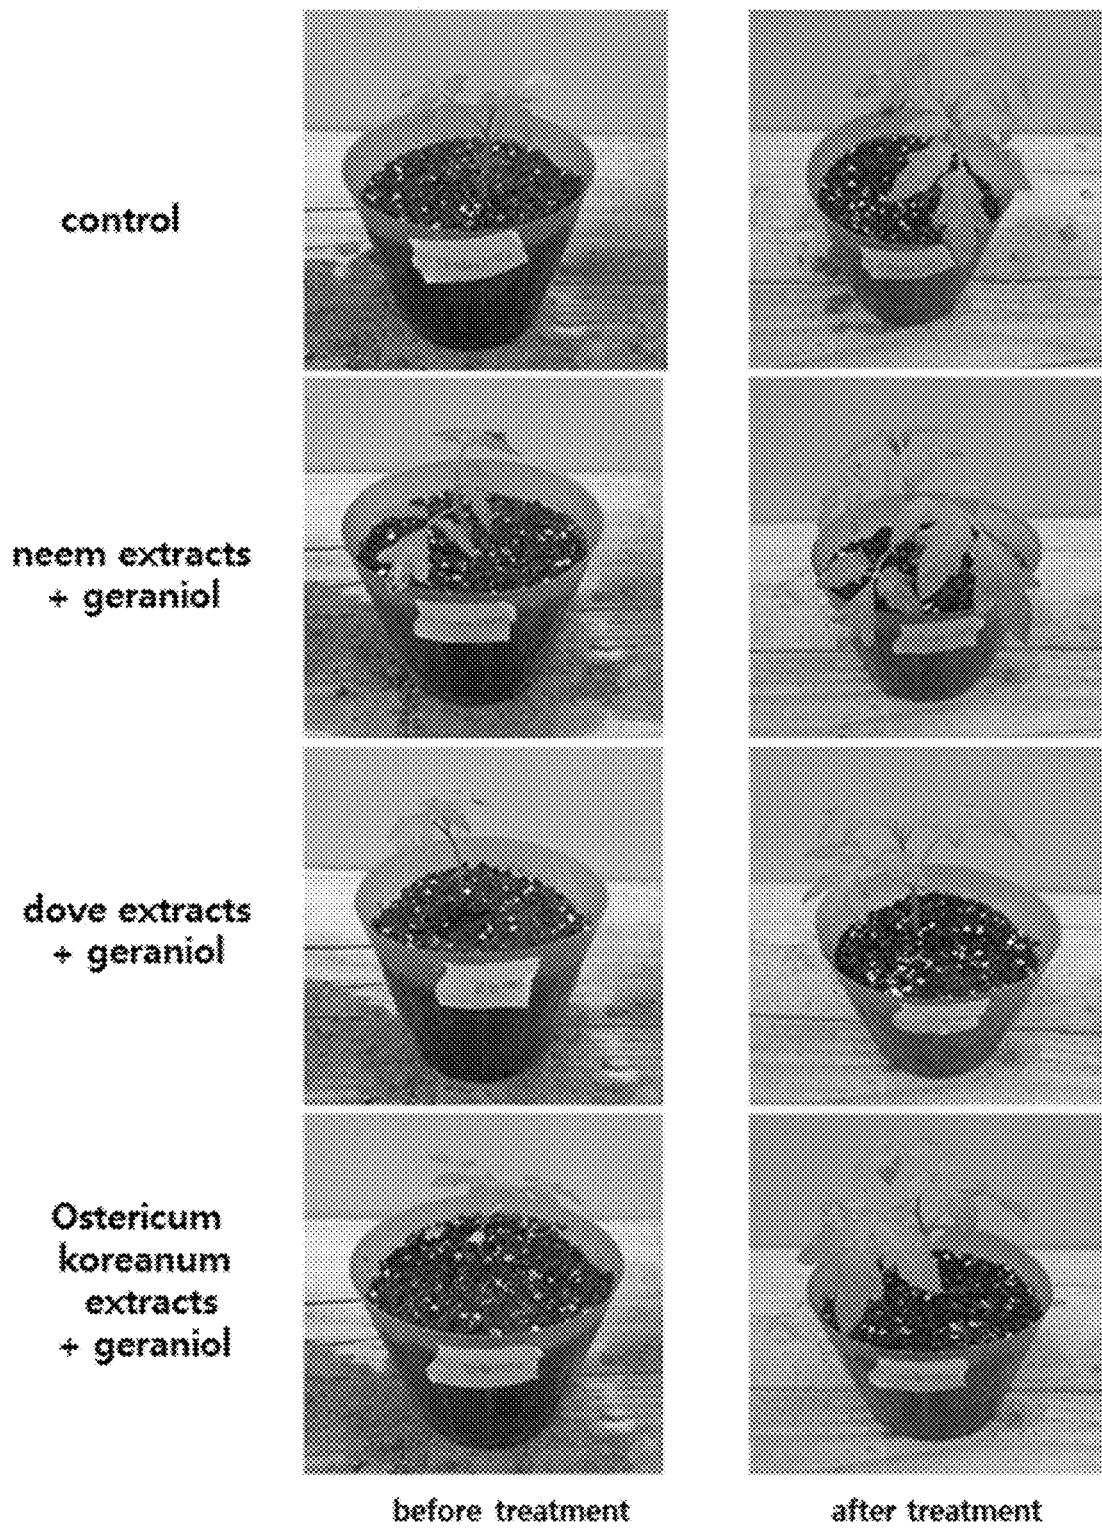 control
neem extracts
+ geraniol
dove extracts
+ geraniol
Ostericum
koreanum
extracts
+ geraniol
before treatment
after treatment